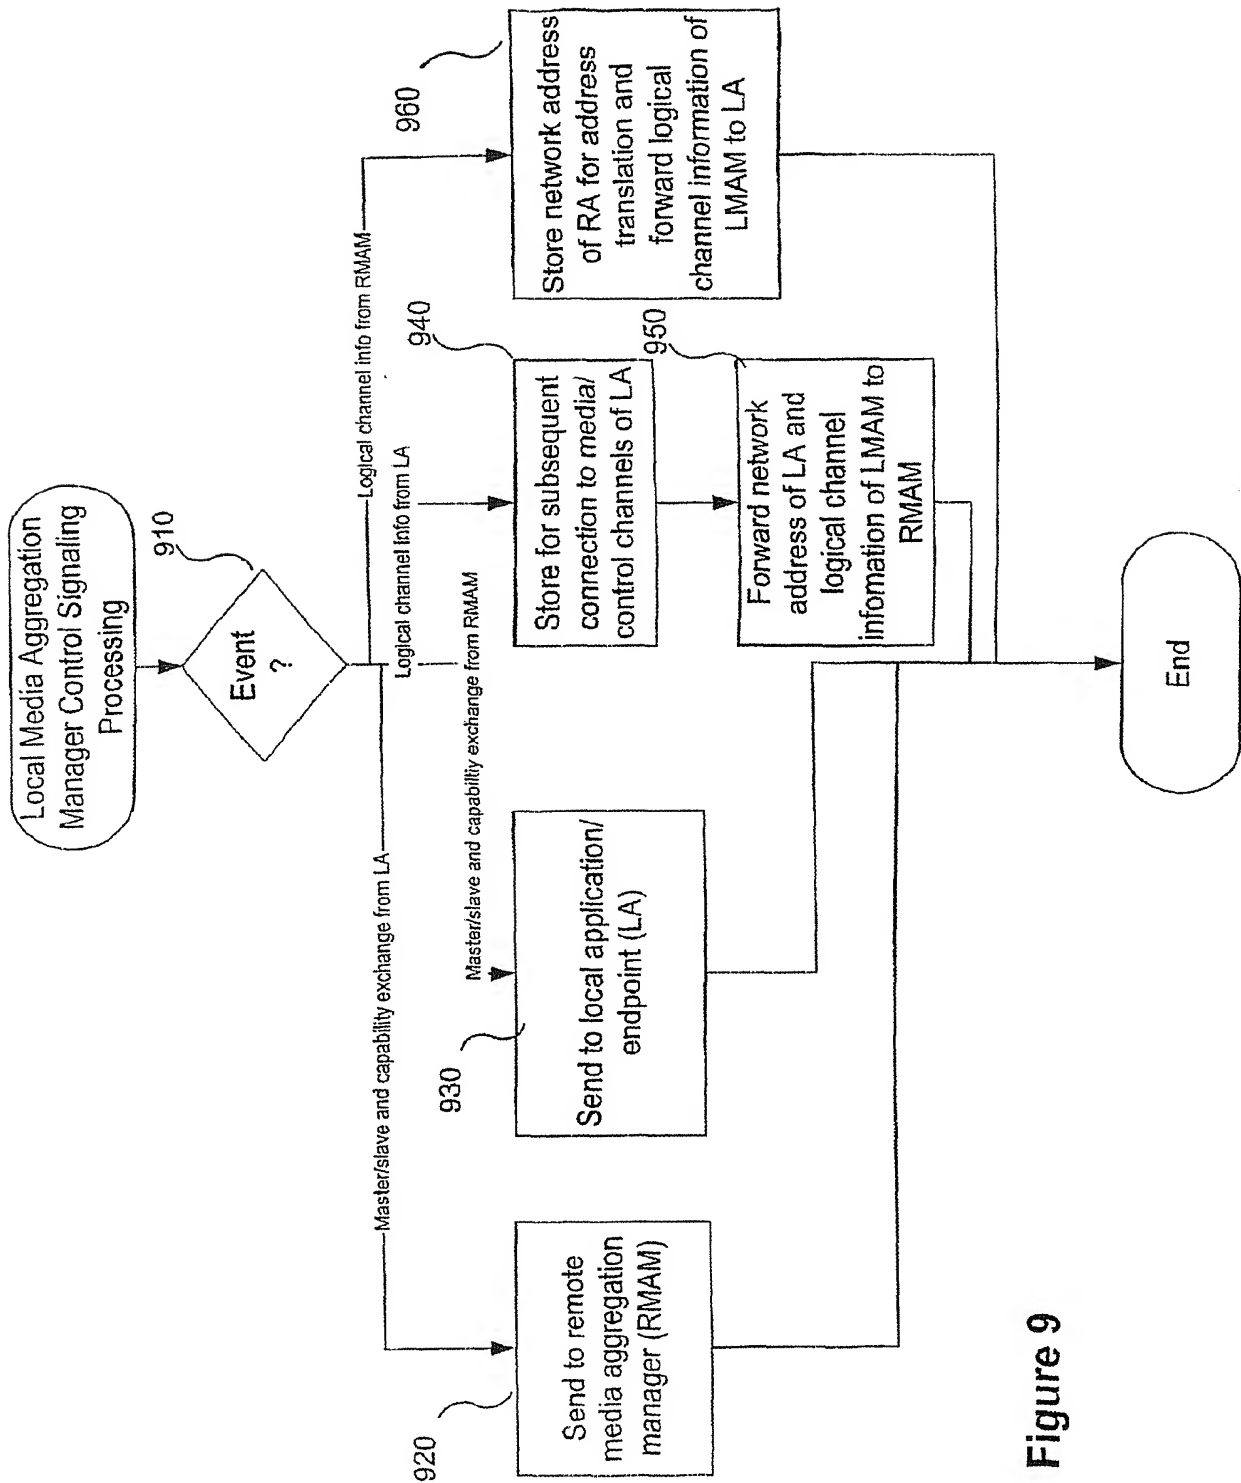 Local Media Aggregation
Manager Control Signaling
Processing
910
Event
?
Master/slave and capability exchange from LA
Master/slave and capabiltiy exchange from RMAM
Logical channel info from LA
Logical channel info from RMAM
920
Send to remote
media aggregation
manager (RMAM)
930
Send to local application/
endpoint (LA)
940
Store for subsequent
connection to media/
control channels of LA
950
Forward network
address of LA and
logical channel
infomation of LMAM to
RMAM
960
Store network address
of RA for address
translation and
forward logical
channel information of
LMAM to LA
End
Figure 9